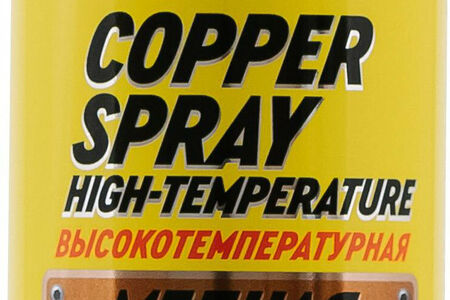 COPPER
SPRAY
HIGH-TEMPERATURE
ВЫСОКОТЕМПЕРАТУРНАЯ